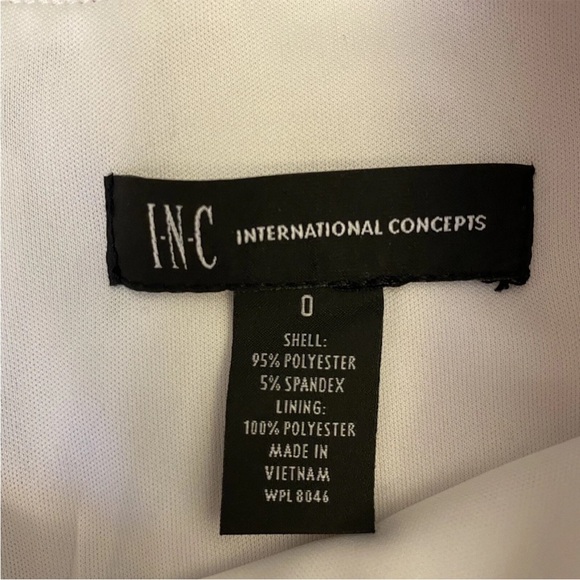 I-N-C INTERNATIONAL CONCEPTS
0
SHELL:
95% POLYESTER
5% SPANDEX
LINING:
100% POLYESTER
MADE IN
VIETNAM
WPL 8046